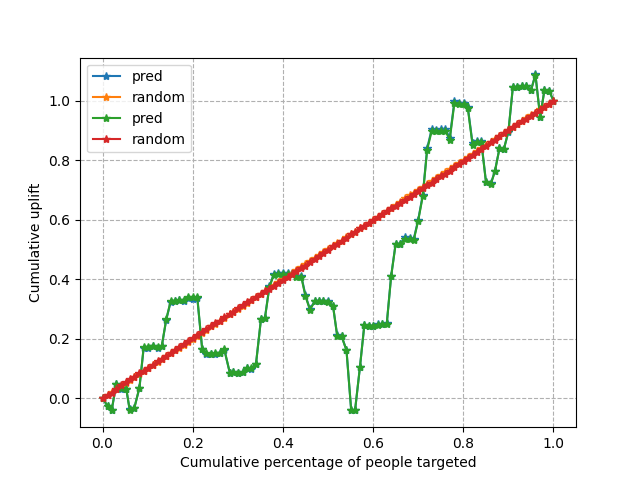 pred
random
pred
random
1.0
0.8
0.6
0.4
0.2
0.0
Cumulative uplift
0.0 0.2 0.4 0.6 0.8 1.0
Cumulative percentage of people targeted